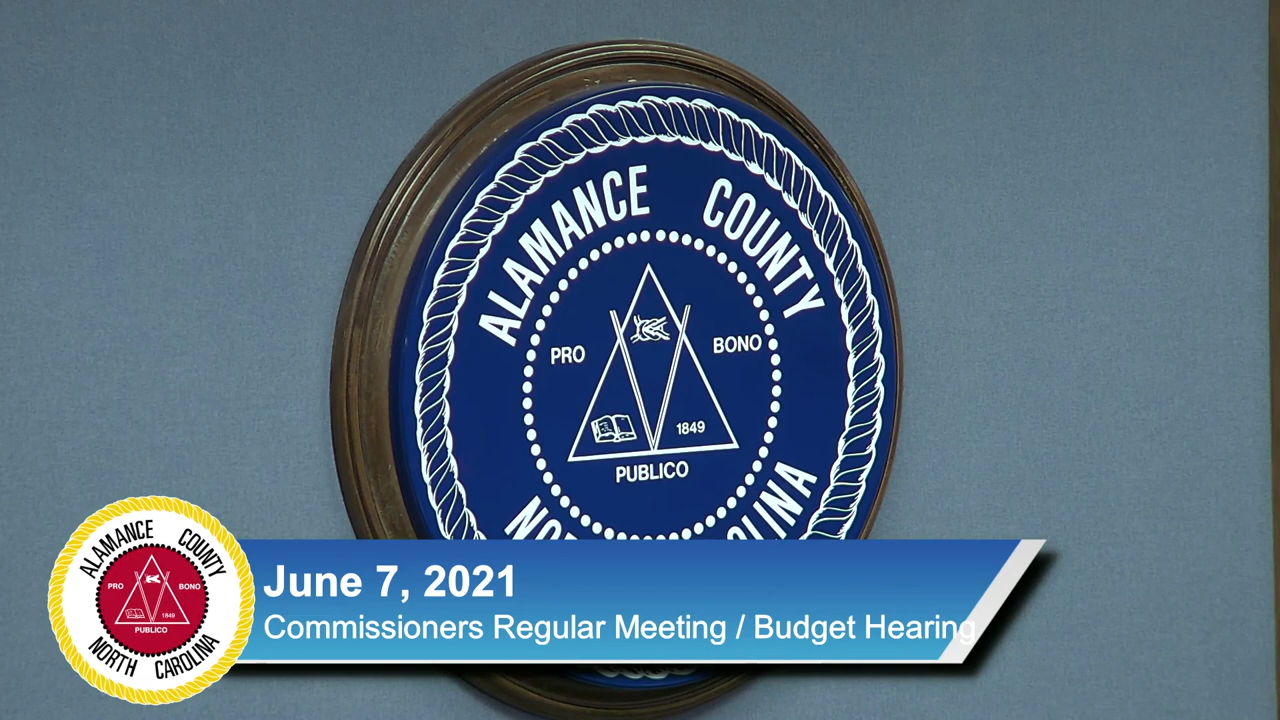 ALAMANCE COUNTY
PRO BONO
1849
PUBLICO
ALAMANCE COUNTY
PRO BONO
1849
PUBLICO
NORTH CAROLINA
June 7, 2021
Commissioners Regular Meeting / Budget Hearing